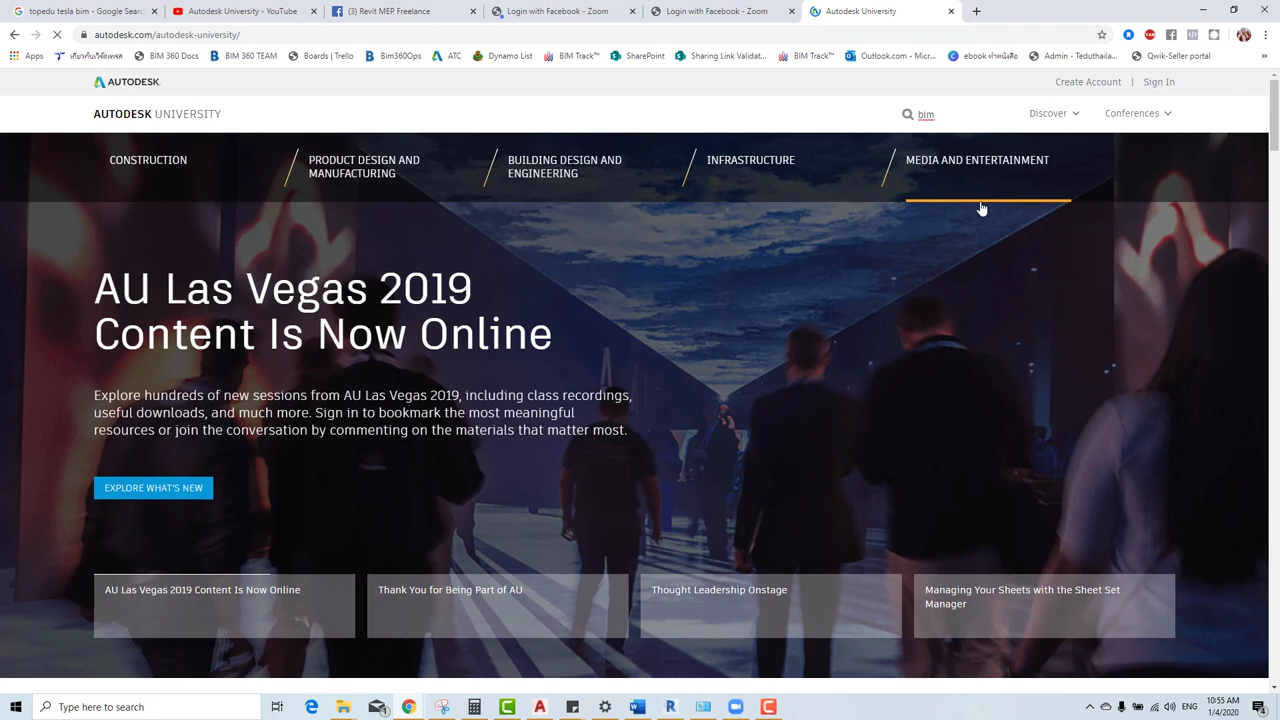 topedu tesla bim - Google Search
Autodesk University - YouTube
(3) Revit MEP Freelance
Login with Facebook - Zoom
Login with Facebook - Zoom
Autodesk University
autodesk.com/autodesk-university/
Apps
BIM 360 Docs
BIM 360 TEAM
Boards | Trello
Bim360Ops
ATC
Dynamo List
BIM Track™
SharePoint
Sharing Link Validat...
BIM Track™
Outlook.com - Micr...
Admin - Teduthaila...
Qwik-Seller portal
»
AUTODESK
Create Account | Sign In
AUTODESK UNIVERSITY
bim
Discover
Conferences
CONSTRUCTION
PRODUCT DESIGN AND
MANUFACTURING
BUILDING DESIGN AND
ENGINEERING
INFRASTRUCTURE
MEDIA AND ENTERTAINMENT
AU Las Vegas 2019
Content Is Now Online
Explore hundreds of new sessions from AU Las Vegas 2019, including class recordings,
useful downloads, and much more. Sign in to bookmark the most meaningful
resources or join the conversation by commenting on the materials that matter most.
EXPLORE WHAT'S NEW
AU Las Vegas 2019 Content Is Now Online
Thank You for Being Part of AU
Thought Leadership Onstage
Managing Your Sheets with the Sheet Set
Manager
Type here to search
ENG
10:55 AM
1/4/2020